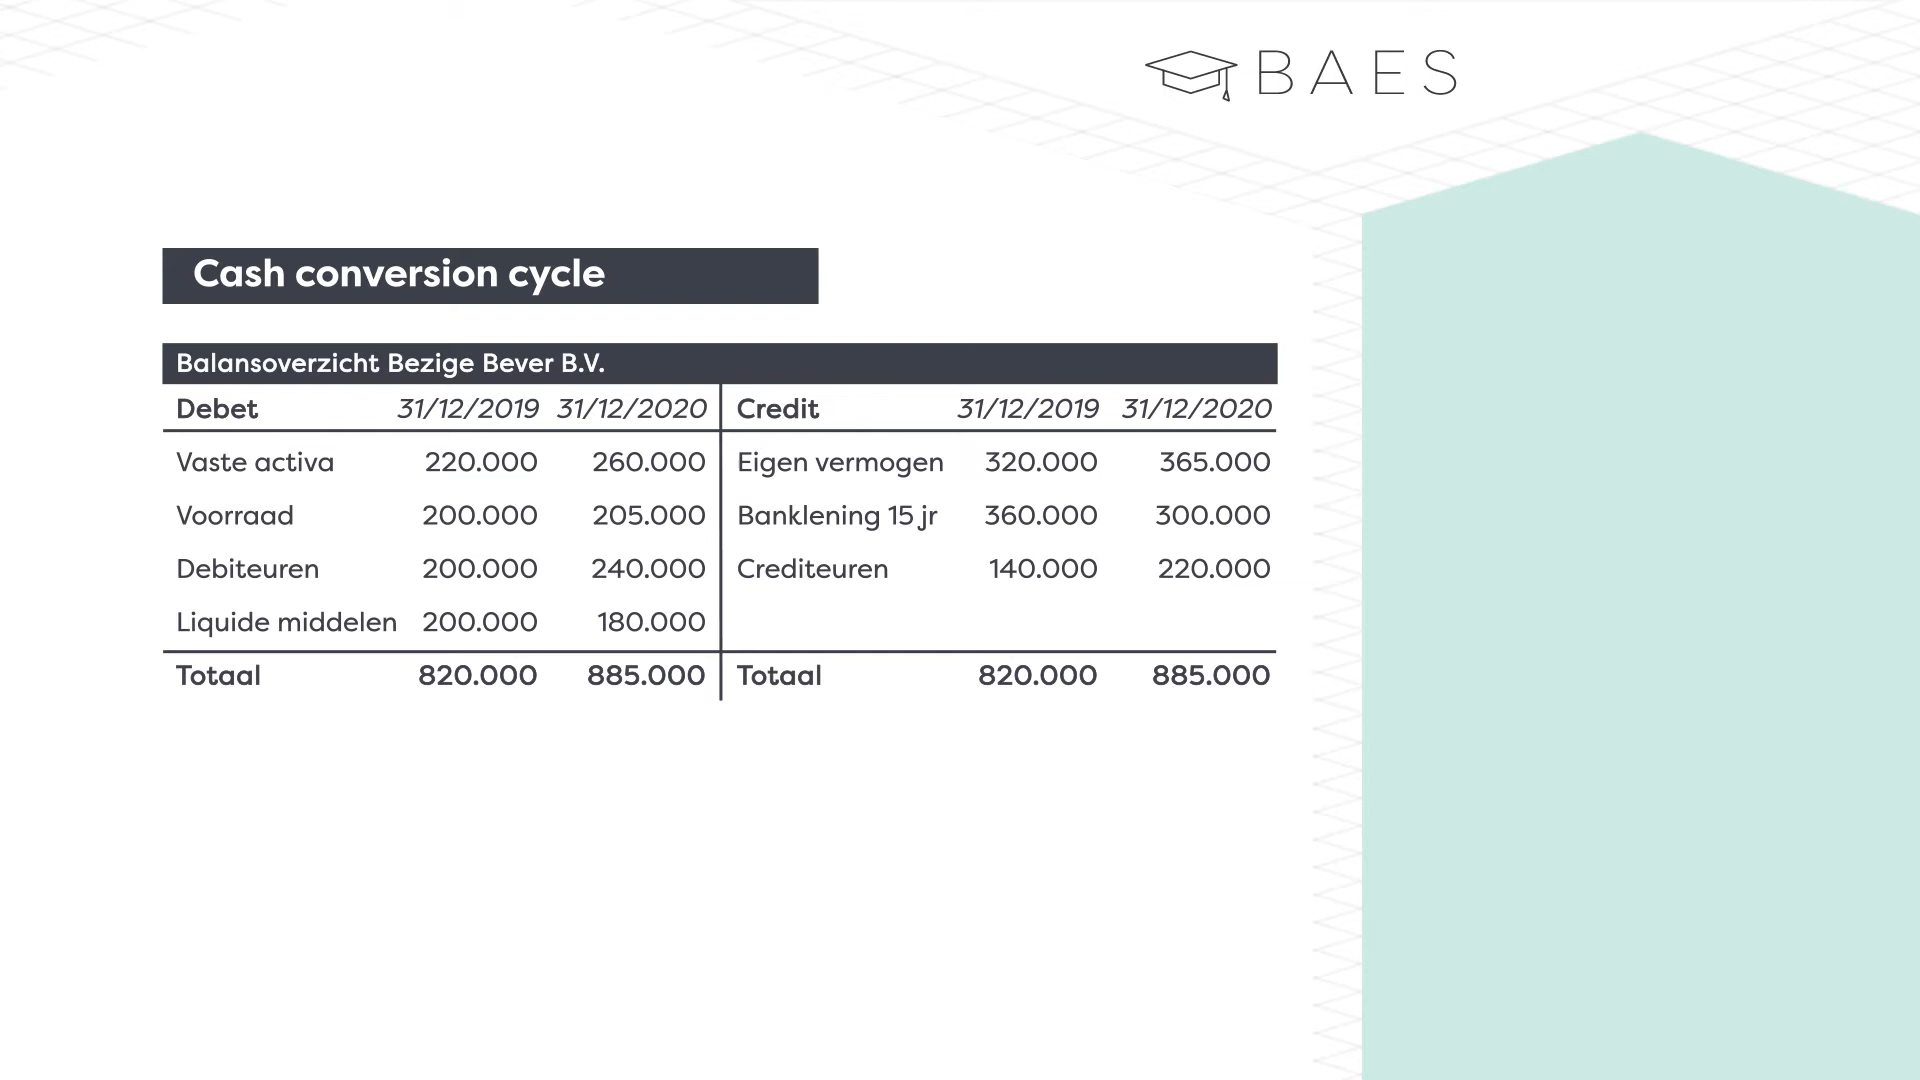 BAES
Cash conversion cycle
Balansoverzicht Bezige Bever B.V.
Debet 31/12/2019 31/12/2020 Credit 31/12/2019 31/12/2020
Vaste activa 220.000 260.000 Eigen vermogen 320.000 365.000
Voorraad 200.000 205.000 Banklening 15 jr 360.000 300.000
Debiteuren 200.000 240.000 Crediteuren 140.000 220.000
Liquide middelen 200.000 180.000
Totaal 820.000 885.000 Totaal 820.000 885.000